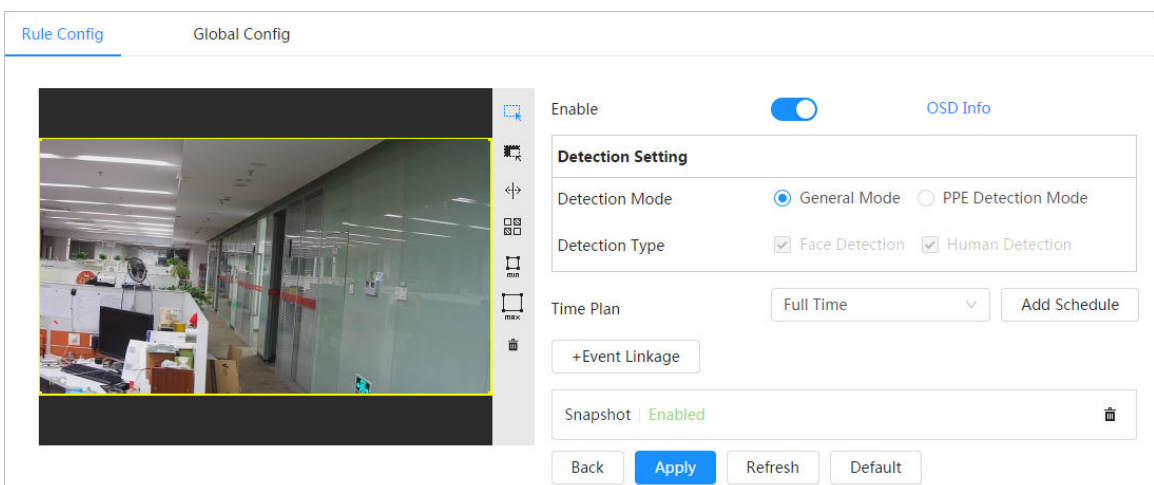 Rule Config Global Config
Enable OSD Info
Detection Setting
Detection Mode General Mode PPE Detection Mode
Detection Type Face Detection Human Detection
min
max
Time Plan Full Time Add Schedule
+Event Linkage
Snapshot Enabled
Back Apply Refresh Default